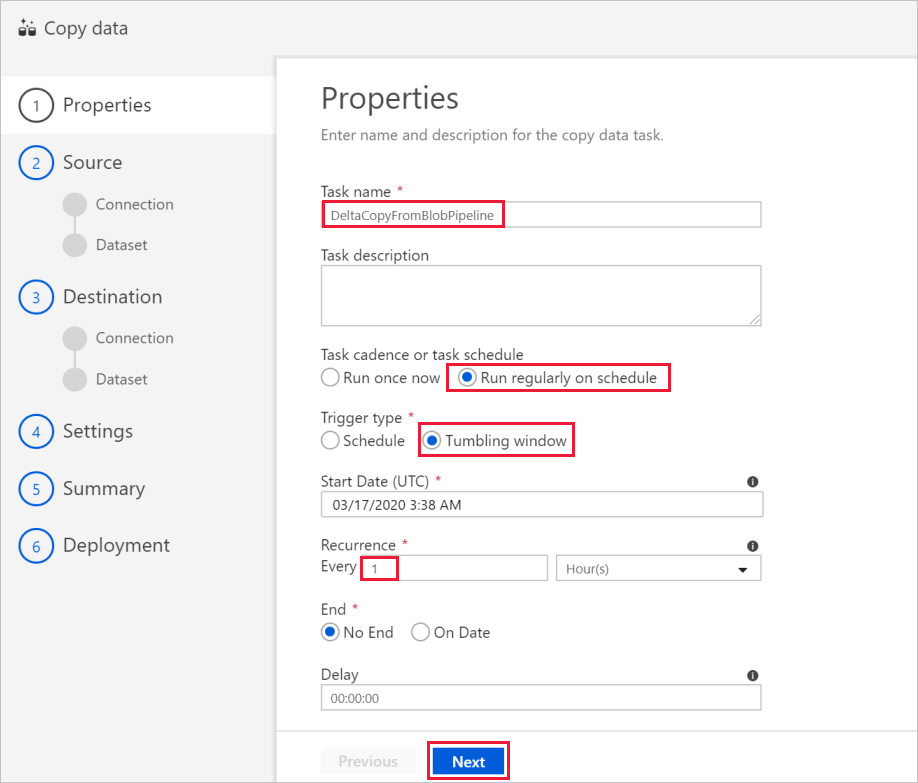 Copy data
1 Properties
2 Source
Connection
Dataset
3 Destination
Connection
Dataset
4 Settings
5 Summary
6 Deployment
Properties
Enter name and description for the copy data task.
Task name *
DeltaCopyFromBlobPipeline
Task description
Task cadence or task schedule
Run once now Run regularly on schedule
Trigger type *
Schedule Tumbling window
Start Date (UTC) *
03/17/2020 3:38 AM
Recurrence *
Every 1 Hour(s)
End *
No End On Date
Delay
00:00:00
Previous Next